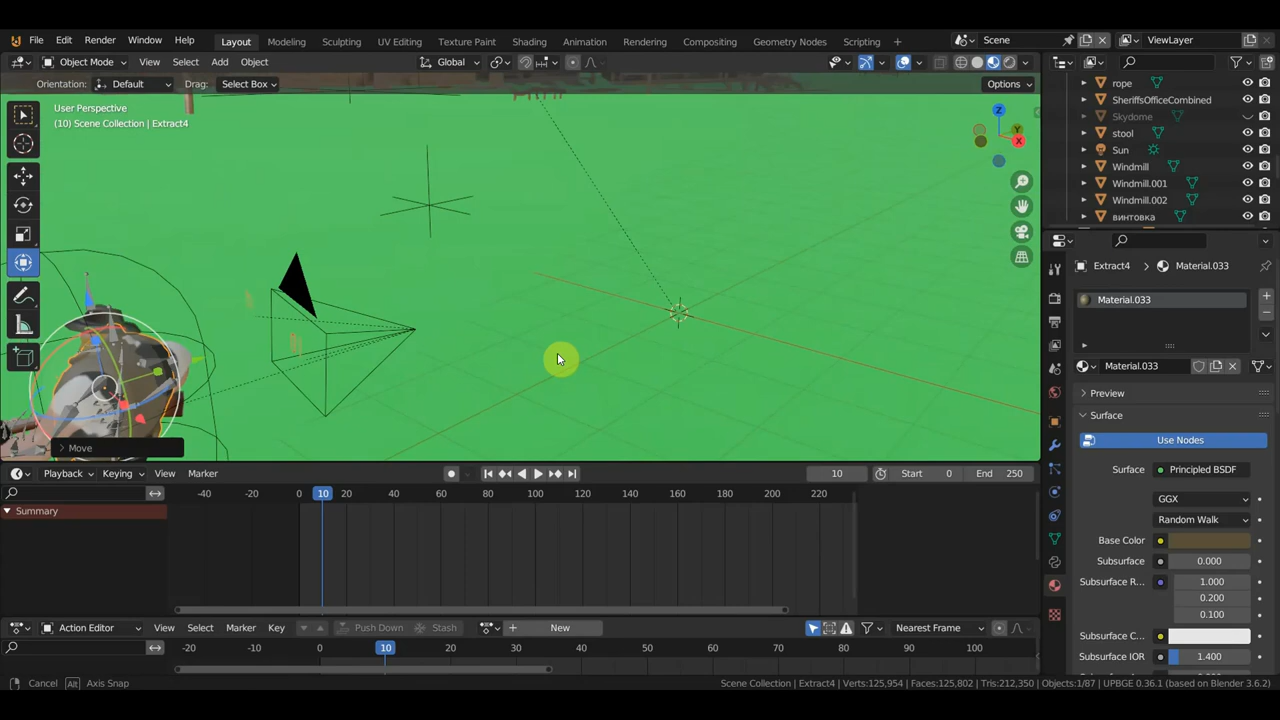 File Edit Render Window Help Layout Modeling Sculpting UV Editing Texture Paint Shading Animation Rendering Compositing Geometry Nodes Scripting + Scene ViewLayer
Object Mode View Select Add Object Global
Orientation: Default Drag: Select Box Options
User Perspective
(10) Scene Collection | Extract4
Z
Y
X
Move
rope
SheriffsOfficeCombined
Skydome
stool
Sun
Windmill
Windmill.001
Windmill.002
винтовка
Extract4 Material.033
Material.033
Material.033
Preview
Surface
Use Nodes
Surface Principled BSDF
GGX
Random Walk
Base Color
Subsurface 0.000
Subsurface R... 1.000
0.200
0.100
Subsurface C...
Subsurface IOR 1.400
Playback Keying View Marker 10 Start 0 End 250
-40 -20 0 10 20 40 60 80 100 120 140 160 180 200 220
Summary
Action Editor View Select Marker Key Push Down Stash + New Nearest Frame
-20 -10 0 10 20 30 40 50 60 70 80 90 100
Cancel Alt Axis Snap Scene Collection | Extract4 | Verts:125,954 | Faces:125,802 | Tris:212,350 | Objects:1/87 | UPBGE 0.36.1 (based on Blender 3.6.2)